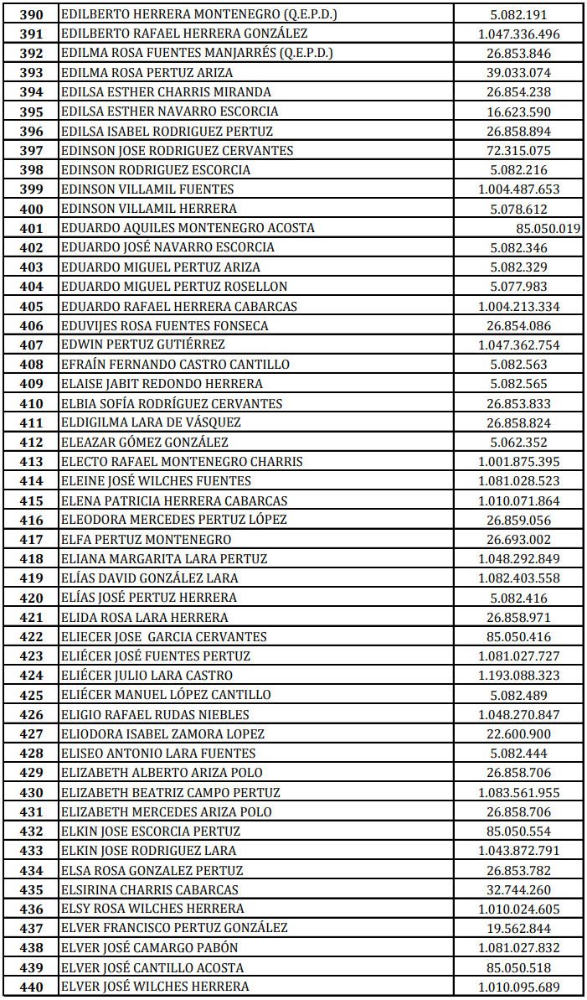 390 EDILBERTO HERRERA MONTENEGRO (Q.E.P.D.) 5.082.191
391 EDILBERTO RAFAEL HERRERA GONZÁLEZ 1.047.336.496
392 EDILMA ROSA FUENTES MANJARRÉS (Q.E.P.D.) 26.853.846
393 EDILMA ROSA PERTUZ ARIZA 39.033.074
394 EDILSA ESTHER CHARRIS MIRANDA 26.854.238
395 EDILSA ESTHER NAVARRO ESCORCIA 16.623.590
396 EDILSA ISABEL RODRIGUEZ PERTUZ 26.858.894
397 EDINSON JOSE RODRIGUEZ CERVANTES 72.315.075
398 EDINSON RODRIGUEZ ESCORCIA 5.082.216
399 EDINSON VILLAMIL FUENTES 1.004.487.653
400 EDINSON VILLAMIL HERRERA 5.078.612
401 EDUARDO AQUILES MONTENEGRO ACOSTA 85.050.019
402 EDUARDO JOSÉ NAVARRO ESCORCIA 5.082.346
403 EDUARDO MIGUEL PERTUZ ARIZA 5.082.329
404 EDUARDO MIGUEL PERTUZ ROSELLON 5.077.983
405 EDUARDO RAFAEL HERRERA CABARCAS 1.004.213.334
406 EDUVIJES ROSA FUENTES FONSECA 26.854.086
407 EDWIN PERTUZ GUTIÉRREZ 1.047.362.754
408 EFRAÍN FERNANDO CASTRO CANTILLO 5.082.563
409 ELAISE JABIT REDONDO HERRERA 5.082.565
410 ELBIA SOFÍA RODRÍGUEZ CERVANTES 26.853.833
411 ELDIGILMA LARA DE VÁSQUEZ 26.858.824
412 ELEAZAR GÓMEZ GONZÁLEZ 5.062.352
413 ELECTO RAFAEL MONTENEGRO CHARRIS 1.001.875.395
414 ELEINE JOSÉ WILCHES FUENTES 1.081.028.523
415 ELENA PATRICIA HERRERA CABARCAS 1.010.071.864
416 ELEODORA MERCEDES PERTUZ LÓPEZ 26.859.056
417 ELFA PERTUZ MONTENEGRO 26.693.002
418 ELIANA MARGARITA LARA PERTUZ 1.048.292.849
419 ELÍAS DAVID GONZÁLEZ LARA 1.082.403.558
420 ELÍAS JOSÉ PERTUZ HERRERA 5.082.416
421 ELIDA ROSA LARA HERRERA 26.858.971
422 ELIECER JOSE GARCIA CERVANTES 85.050.416
423 ELIÉCER JOSÉ FUENTES PERTUZ 1.081.027.727
424 ELIÉCER JULIO LARA CASTRO 1.193.088.323
425 ELIÉCER MANUEL LÓPEZ CANTILLO 5.082.489
426 ELIGIO RAFAEL RUDAS NIEBLES 1.048.270.847
427 ELIODORA ISABEL ZAMORA LOPEZ 22.600.900
428 ELISEO ANTONIO LARA FUENTES 5.082.444
429 ELIZABETH ALBERTO ARIZA POLO 26.858.706
430 ELIZABETH BEATRIZ CAMPO PERTUZ 1.083.561.955
431 ELIZABETH MERCEDES ARIZA POLO 26.858.706
432 ELKIN JOSE ESCORCIA PERTUZ 85.050.554
433 ELKIN JOSE RODRIGUEZ LARA 1.043.872.791
434 ELSA ROSA GONZALEZ PERTUZ 26.853.782
435 ELSIRINA CHARRIS CABARCAS 32.744.260
436 ELSY ROSA WILCHES HERRERA 1.010.024.605
437 ELVER FRANCISCO PERTUZ GONZÁLEZ 19.562.844
438 ELVER JOSÉ CAMARGO PABÓN 1.081.027.832
439 ELVER JOSÉ CANTILLO ACOSTA 85.050.518
440 ELVER JOSÉ WILCHES HERRERA 1.010.095.689